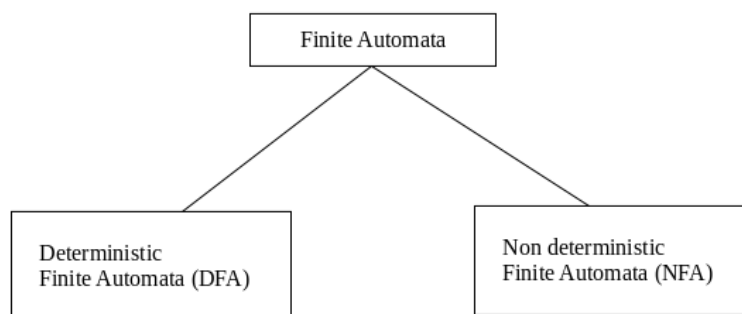 Finite Automata
Deterministic
Finite Automata (DFA)
Non deterministic
Finite Automata (NFA)